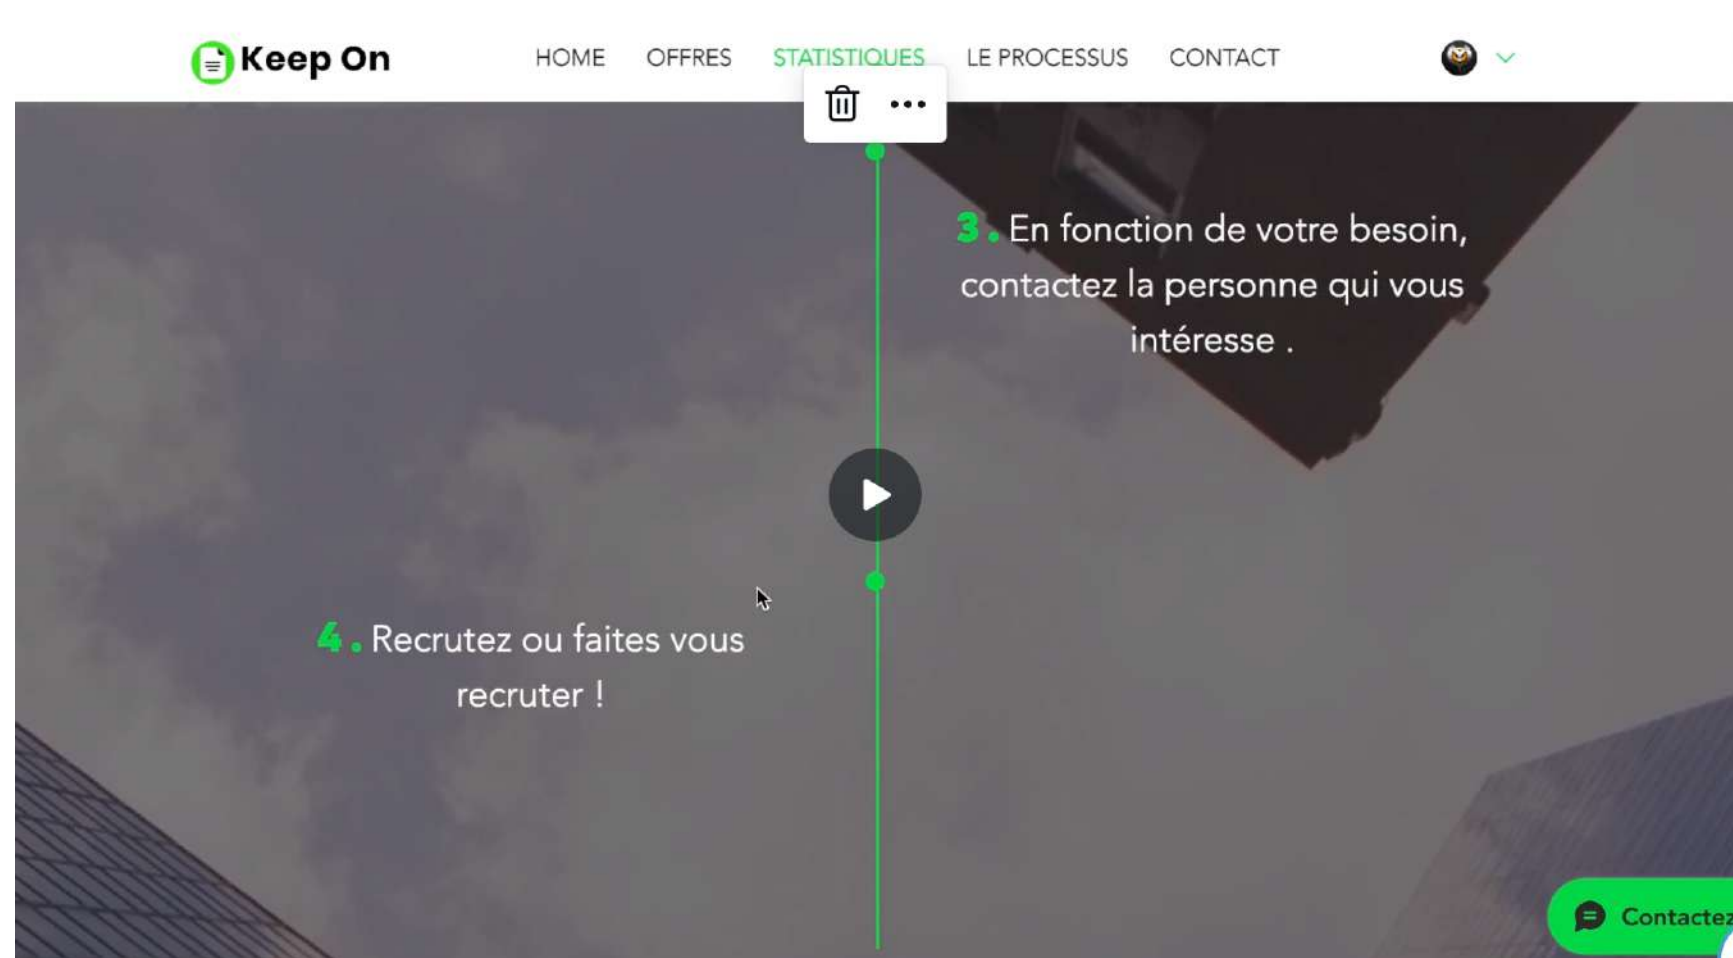 Keep On
HOME OFFRES STATISTIQUES LE PROCESSUS CONTACT
3. En fonction de votre besoin,
contactez la personne qui vous
intéresse .
4. Recrutez ou faites vous
recruter !
Contactez